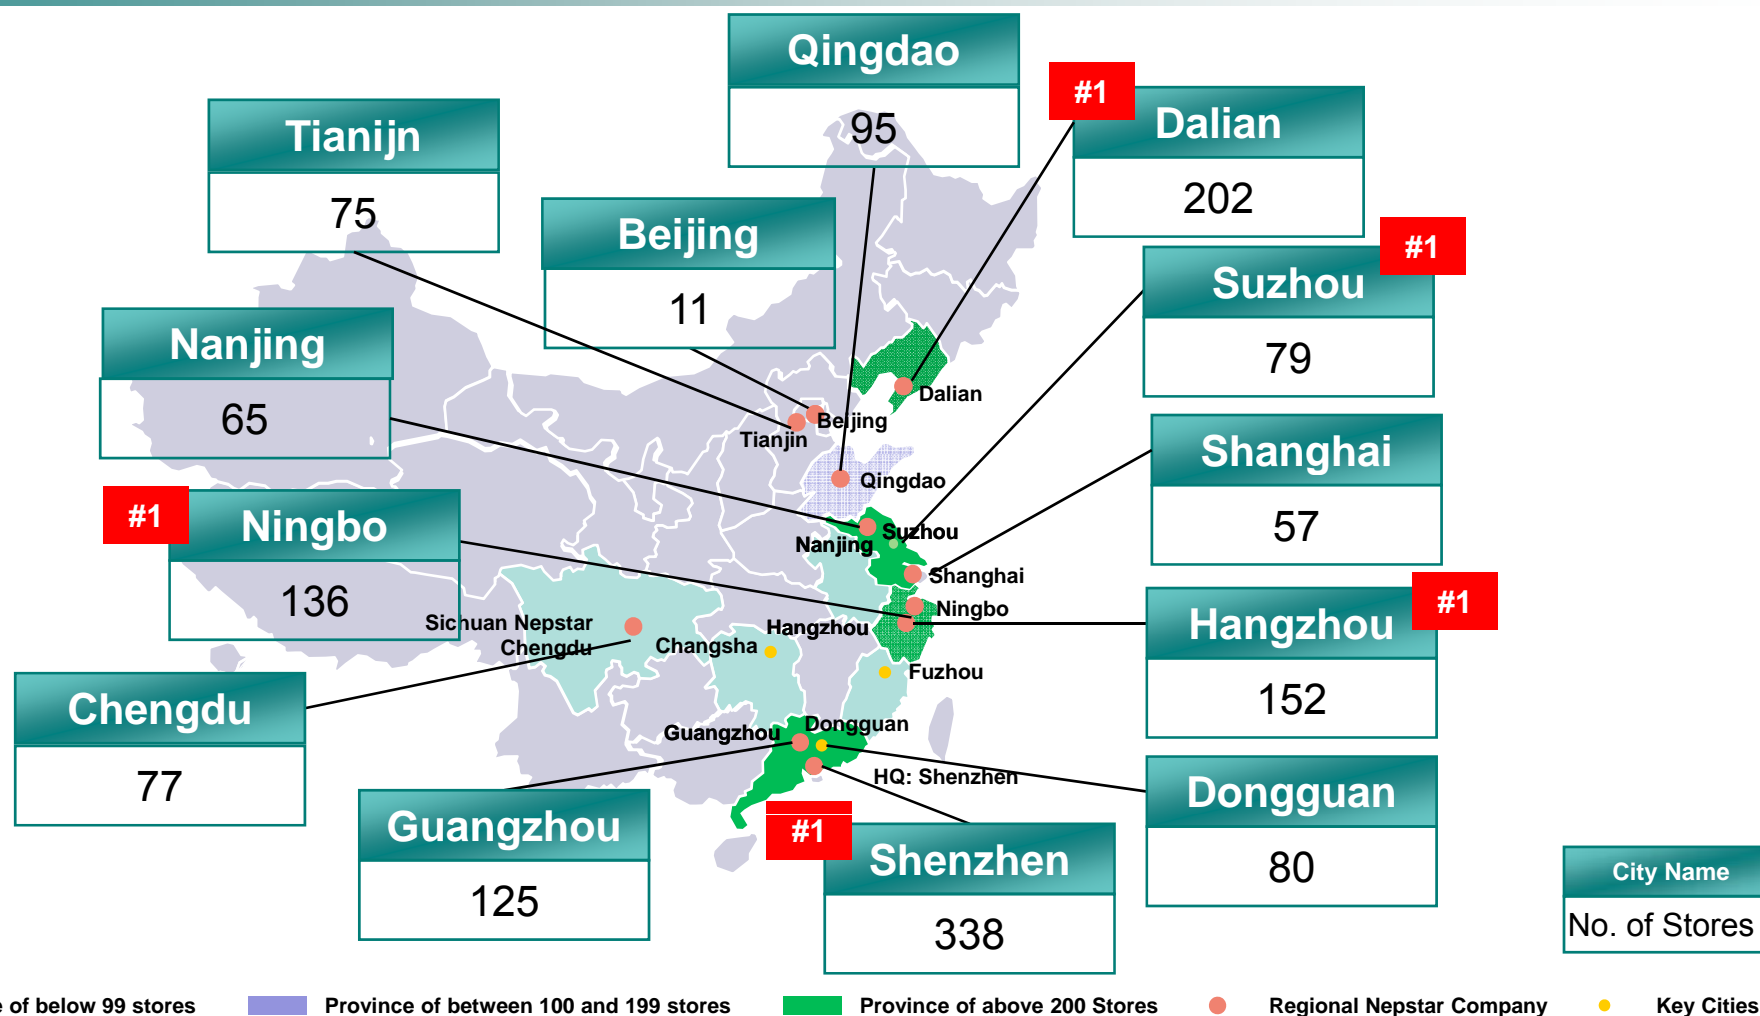 Qingdao
95
#1
Dalian
202
Tianijn
75
Beijing
11
#1
Suzhou
79
Nanjing
65
Shanghai
57
#1
Ningbo
136
#1
Hangzhou
152
Chengdu
77
Guangzhou
125
#1
Shenzhen
338
Dongguan
80
Dalian
Beijing
Tianjin
Qingdao
Suzhou
Nanjing
Shanghai
Ningbo
Hangzhou
Sichuan Nepstar
Chengdu
Changsha
Fuzhou
Dongguan
Guangzhou
HQ: Shenzhen
City Name
No. of Stores
of below 99 stores
Province of between 100 and 199 stores
Province of above 200 Stores
Regional Nepstar Company
Key Cities